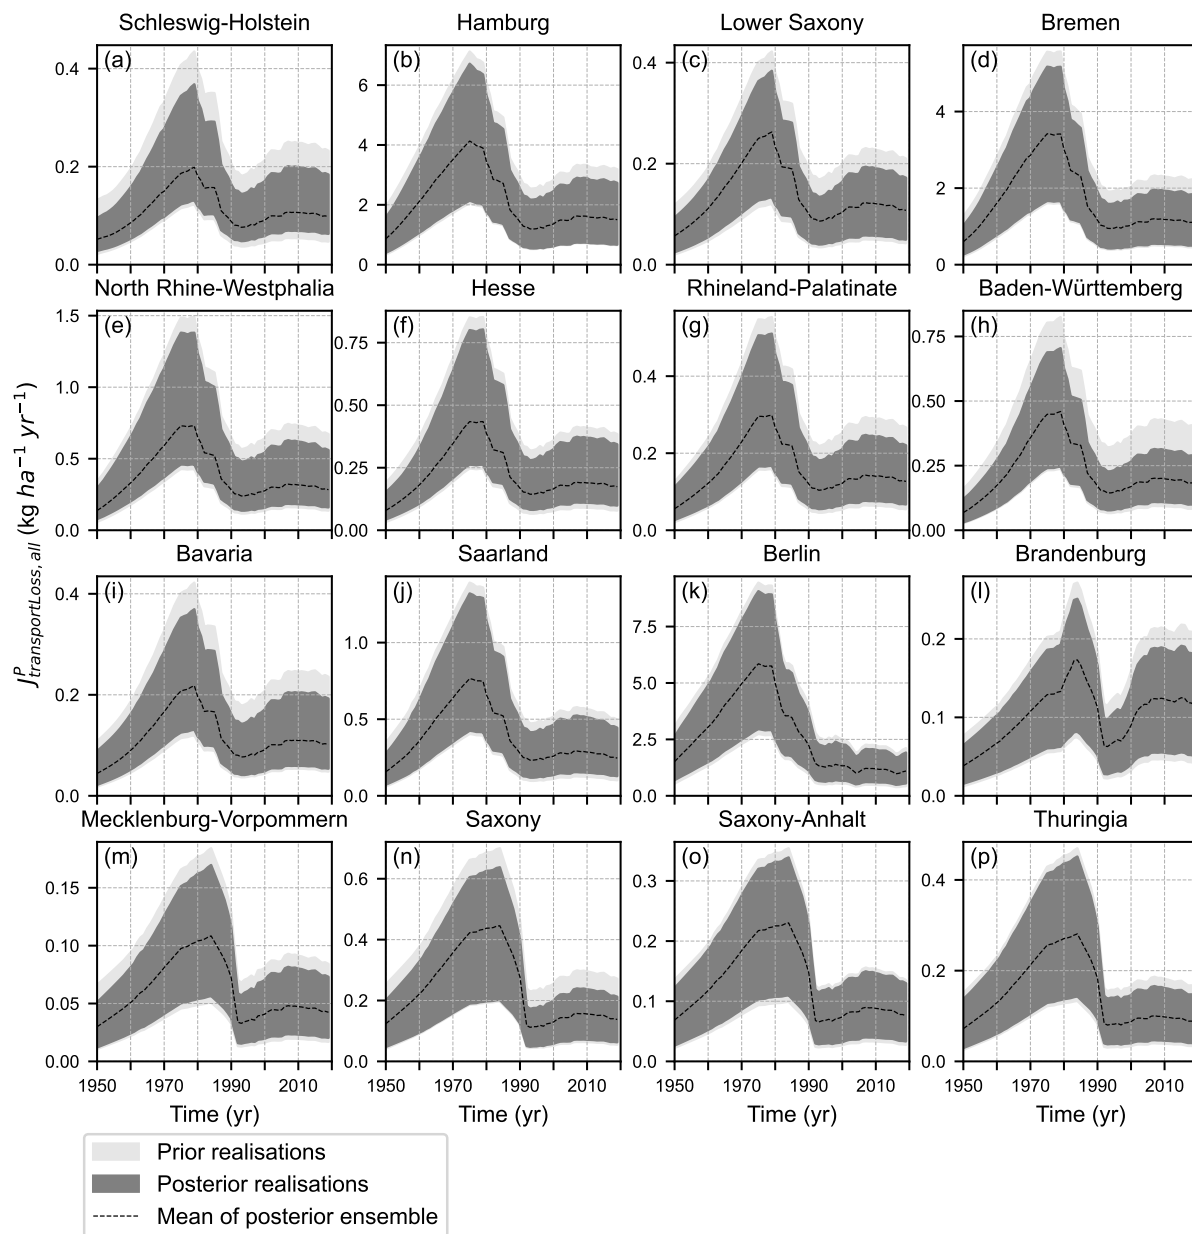 Schleswig-Holstein Hamburg Lower Saxony Bremen
(a) (b) (c) (d)
0.4 6 0.4 4
0.2 4 0.2 2
2
0.0 0 0.0 0
North Rhine-Westphalia Hesse Rhineland-Palatinate Baden-Württemberg
(e) (f) (g) (h)
1.5 0.75 0.4 0.75
1.0 0.50 0.2 0.50
0.5 0.25 0.25
0.0 0.00 0.0 0.00
J^P_transportLoss, all (kg ha⁻¹ yr⁻¹)
Bavaria Saarland Berlin Brandenburg
(i) (j) (k) (l)
0.4 1.0 7.5 0.2
0.2 0.5 5.0 0.1
2.5
0.0 0.0 0.0 0.0
Mecklenburg-Vorpommern Saxony Saxony-Anhalt Thuringia
(m) (n) (o) (p)
0.15 0.6 0.3 0.4
0.10 0.4 0.2 0.2
0.05 0.2 0.1
0.00 0.0 0.0 0.0
1950 1970 1990 2010 1950 1970 1990 2010 1950 1970 1990 2010 1950 1970 1990 2010
Time (yr) Time (yr) Time (yr) Time (yr)
Prior realisations
Posterior realisations
Mean of posterior ensemble